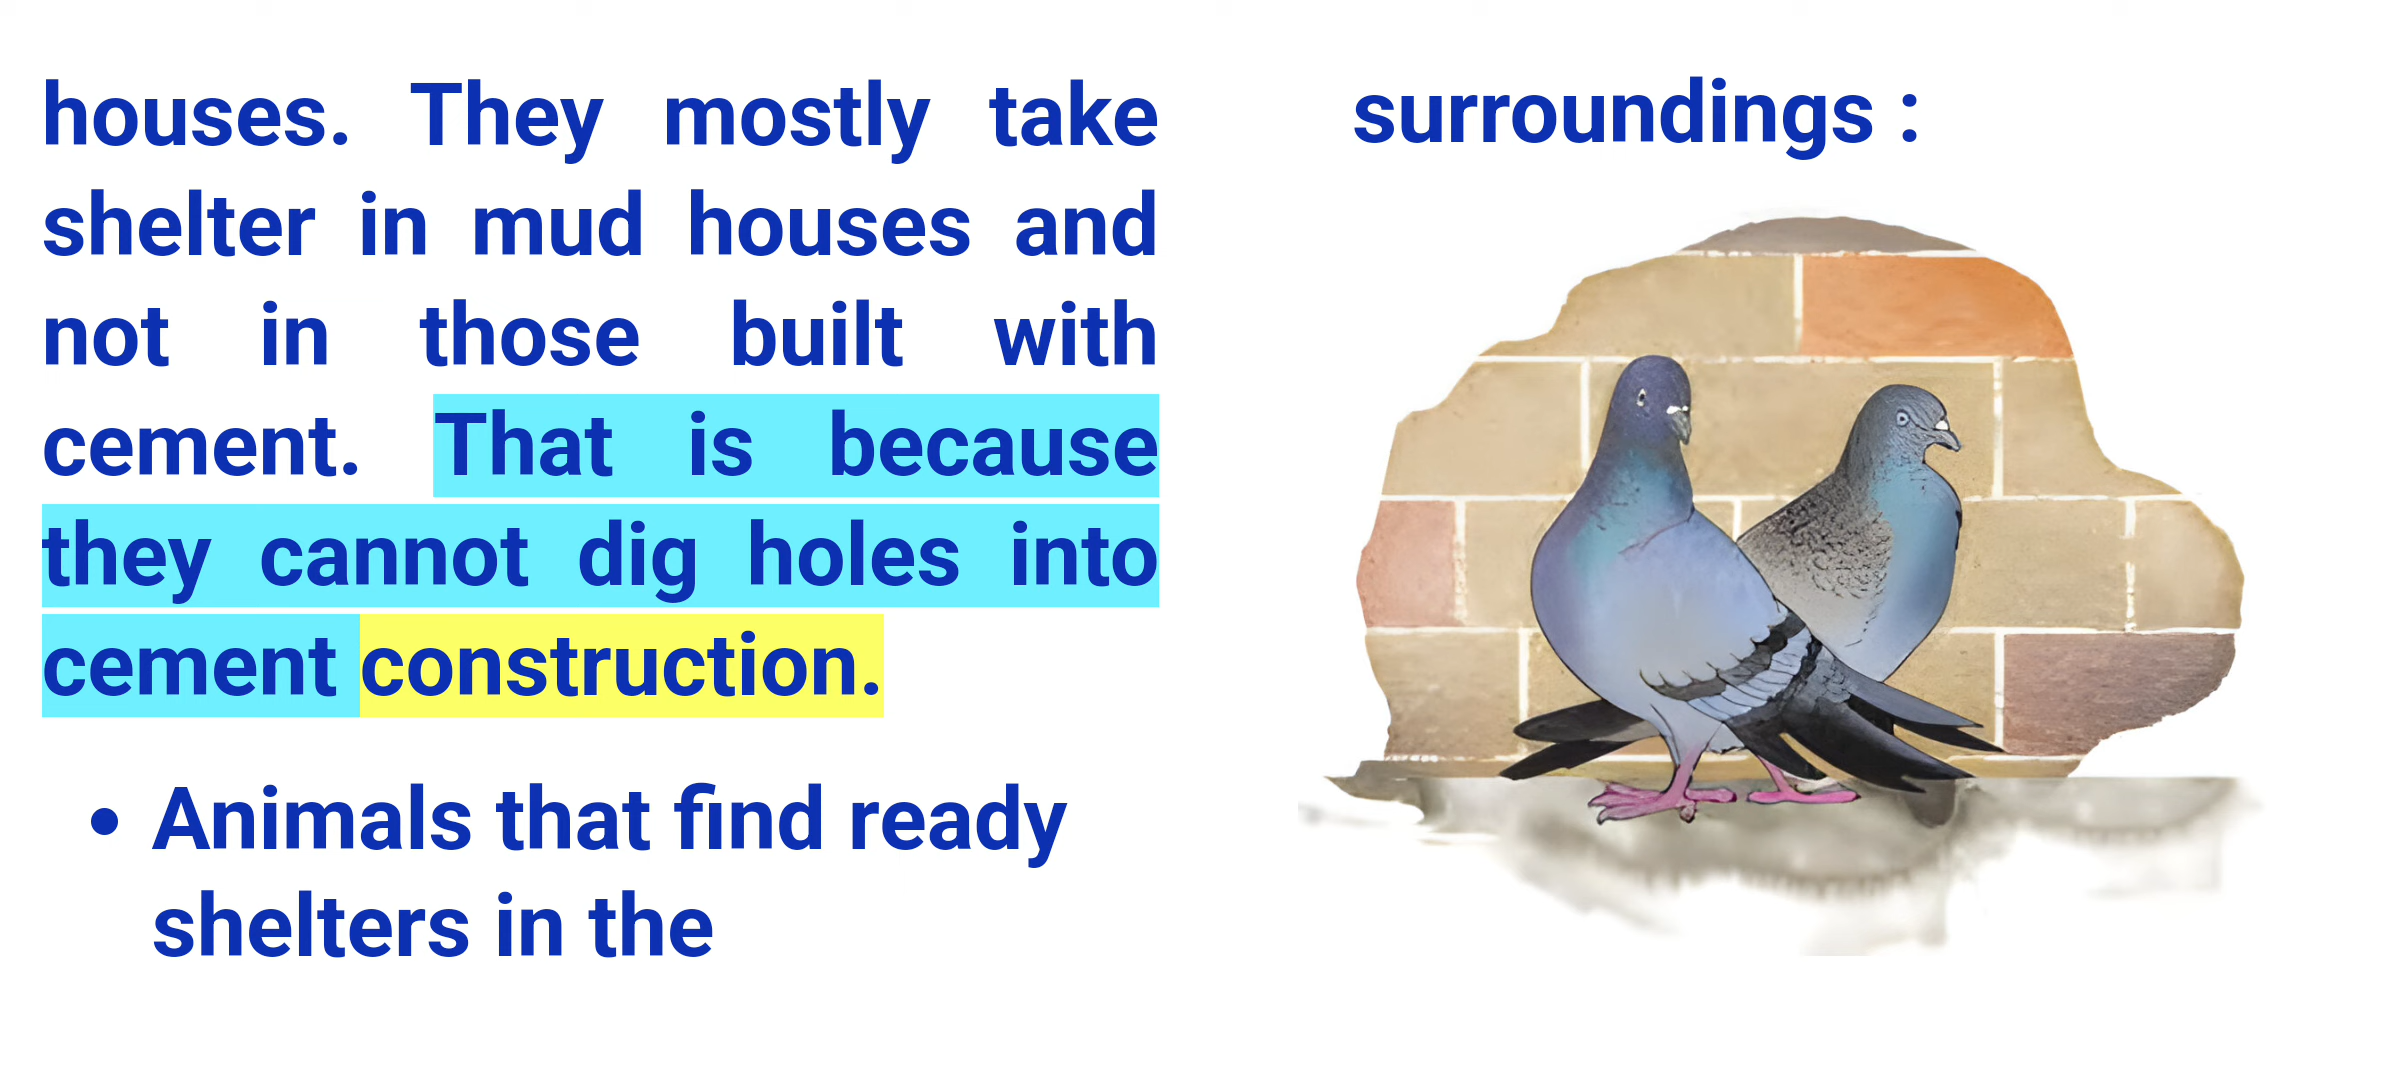 houses. They mostly take
shelter in mud houses and
not in those built with
cement. That is because
they cannot dig holes into
cement construction.
• Animals that find ready
shelters in the
surroundings :